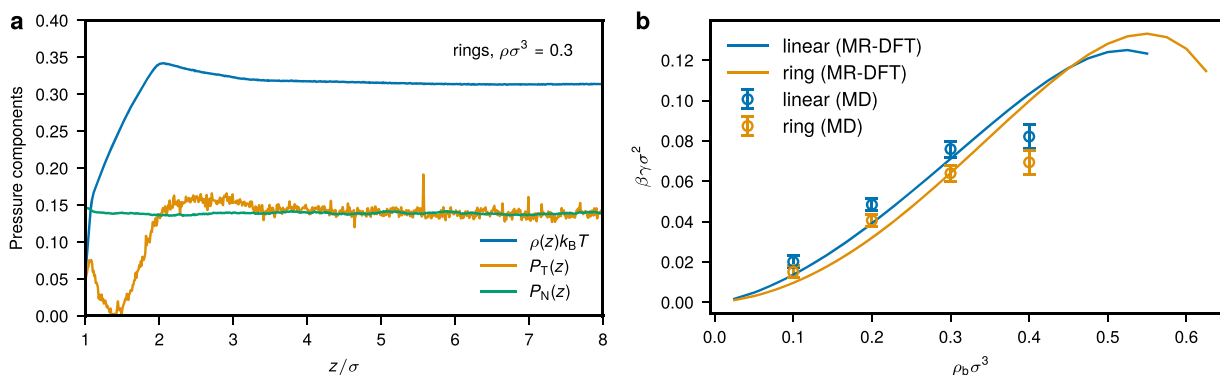 a
Pressure components
0.40
0.35
0.30
0.25
0.20
0.15
0.10
0.05
0.00
rings, ρσ³ = 0.3
ρ(z)k_BT
P_T(z)
P_N(z)
1 2 3 4 5 6 7 8
z/σ
b
βγσ²
0.12
0.10
0.08
0.06
0.04
0.02
0.00
linear (MR-DFT)
ring (MR-DFT)
linear (MD)
ring (MD)
0.0 0.1 0.2 0.3 0.4 0.5 0.6
ρ_bσ³